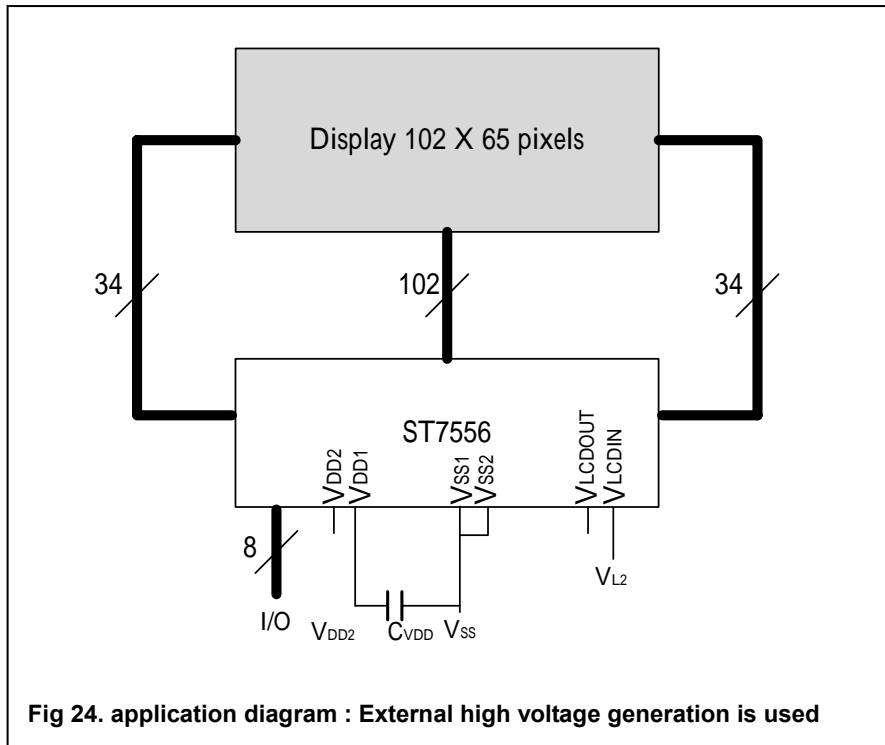 Display 102 X 65 pixels
34
102
34
ST7556
VDD2
VDD1
VSS1
VSS2
VLCDOUT
VLCDIN
8
I/O
VDD2
CVDD
VSS
VL2
Fig 24. application diagram : External high voltage generation is used